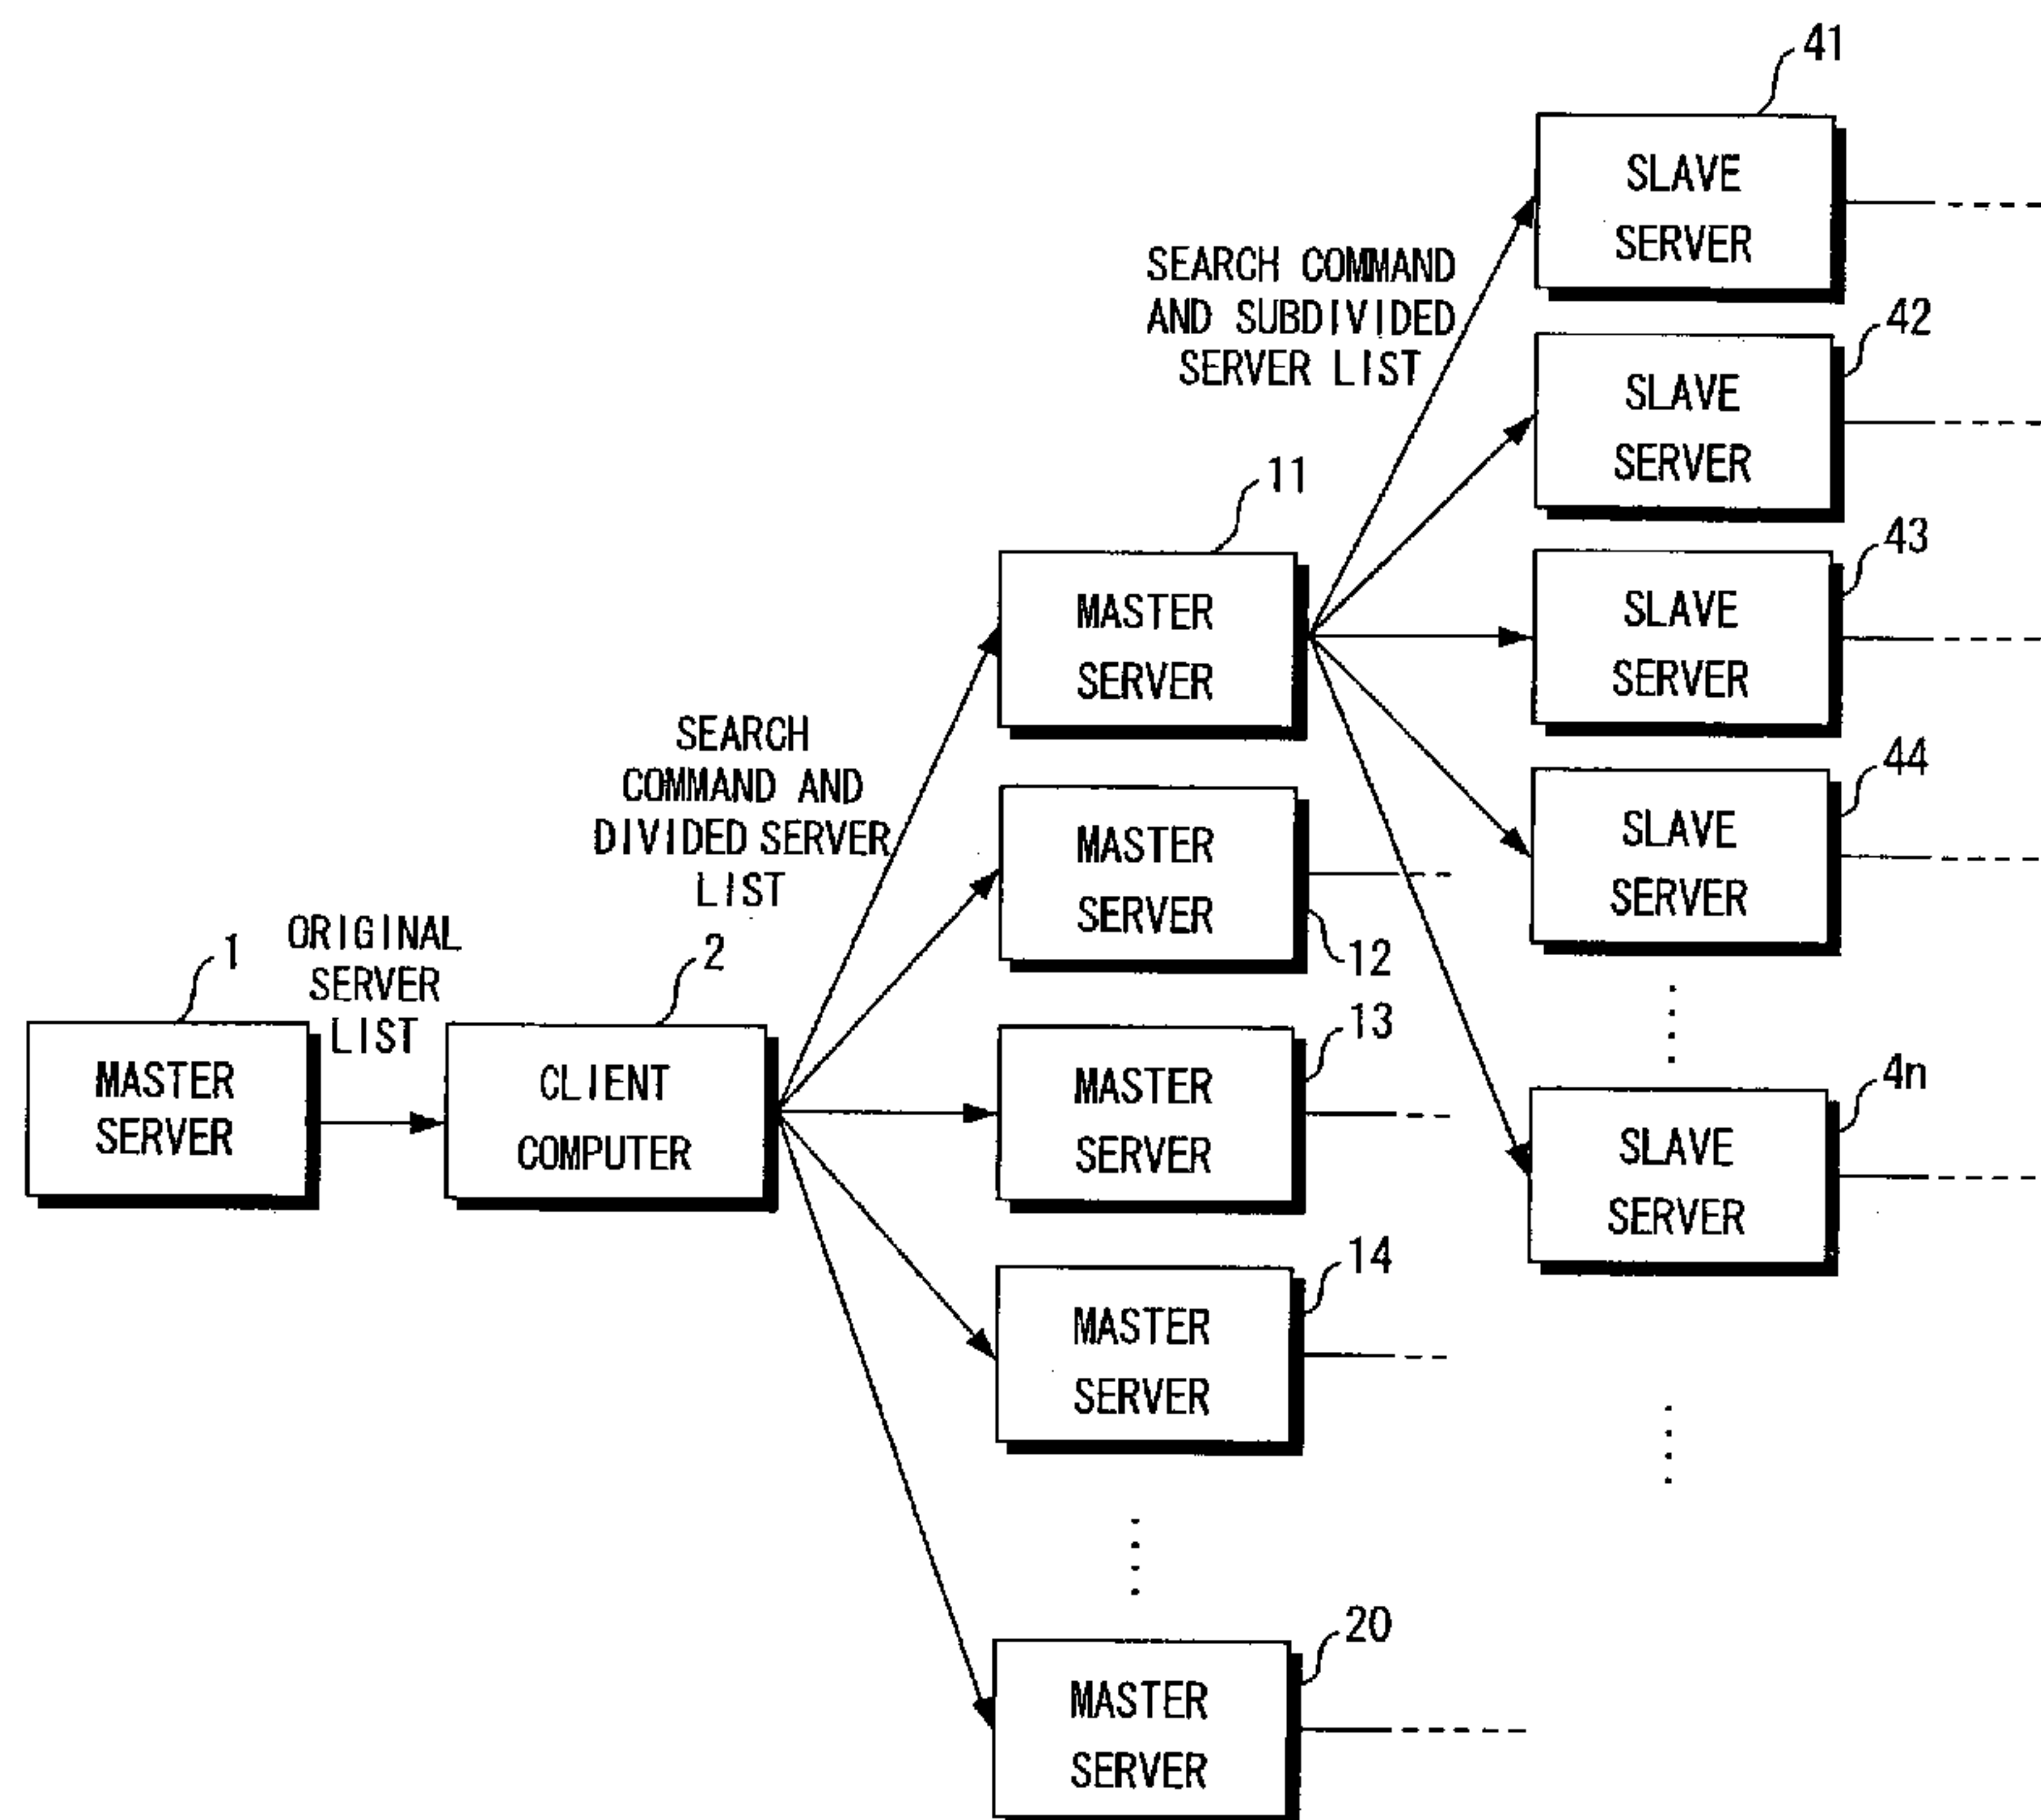 41
SLAVE
SERVER
SEARCH COMMAND
AND SUBDIVIDED
SERVER LIST
42
SLAVE
SERVER
11
MASTER
SERVER
43
SLAVE
SERVER
SEARCH
COMMAND AND
DIVIDED SERVER
LIST
44
SLAVE
SERVER
MASTER
SERVER
12
1
ORIGINAL
SERVER
LIST
2
MASTER
SERVER
CLIENT
COMPUTER
13
MASTER
SERVER
4n
SLAVE
SERVER
14
MASTER
SERVER
20
MASTER
SERVER